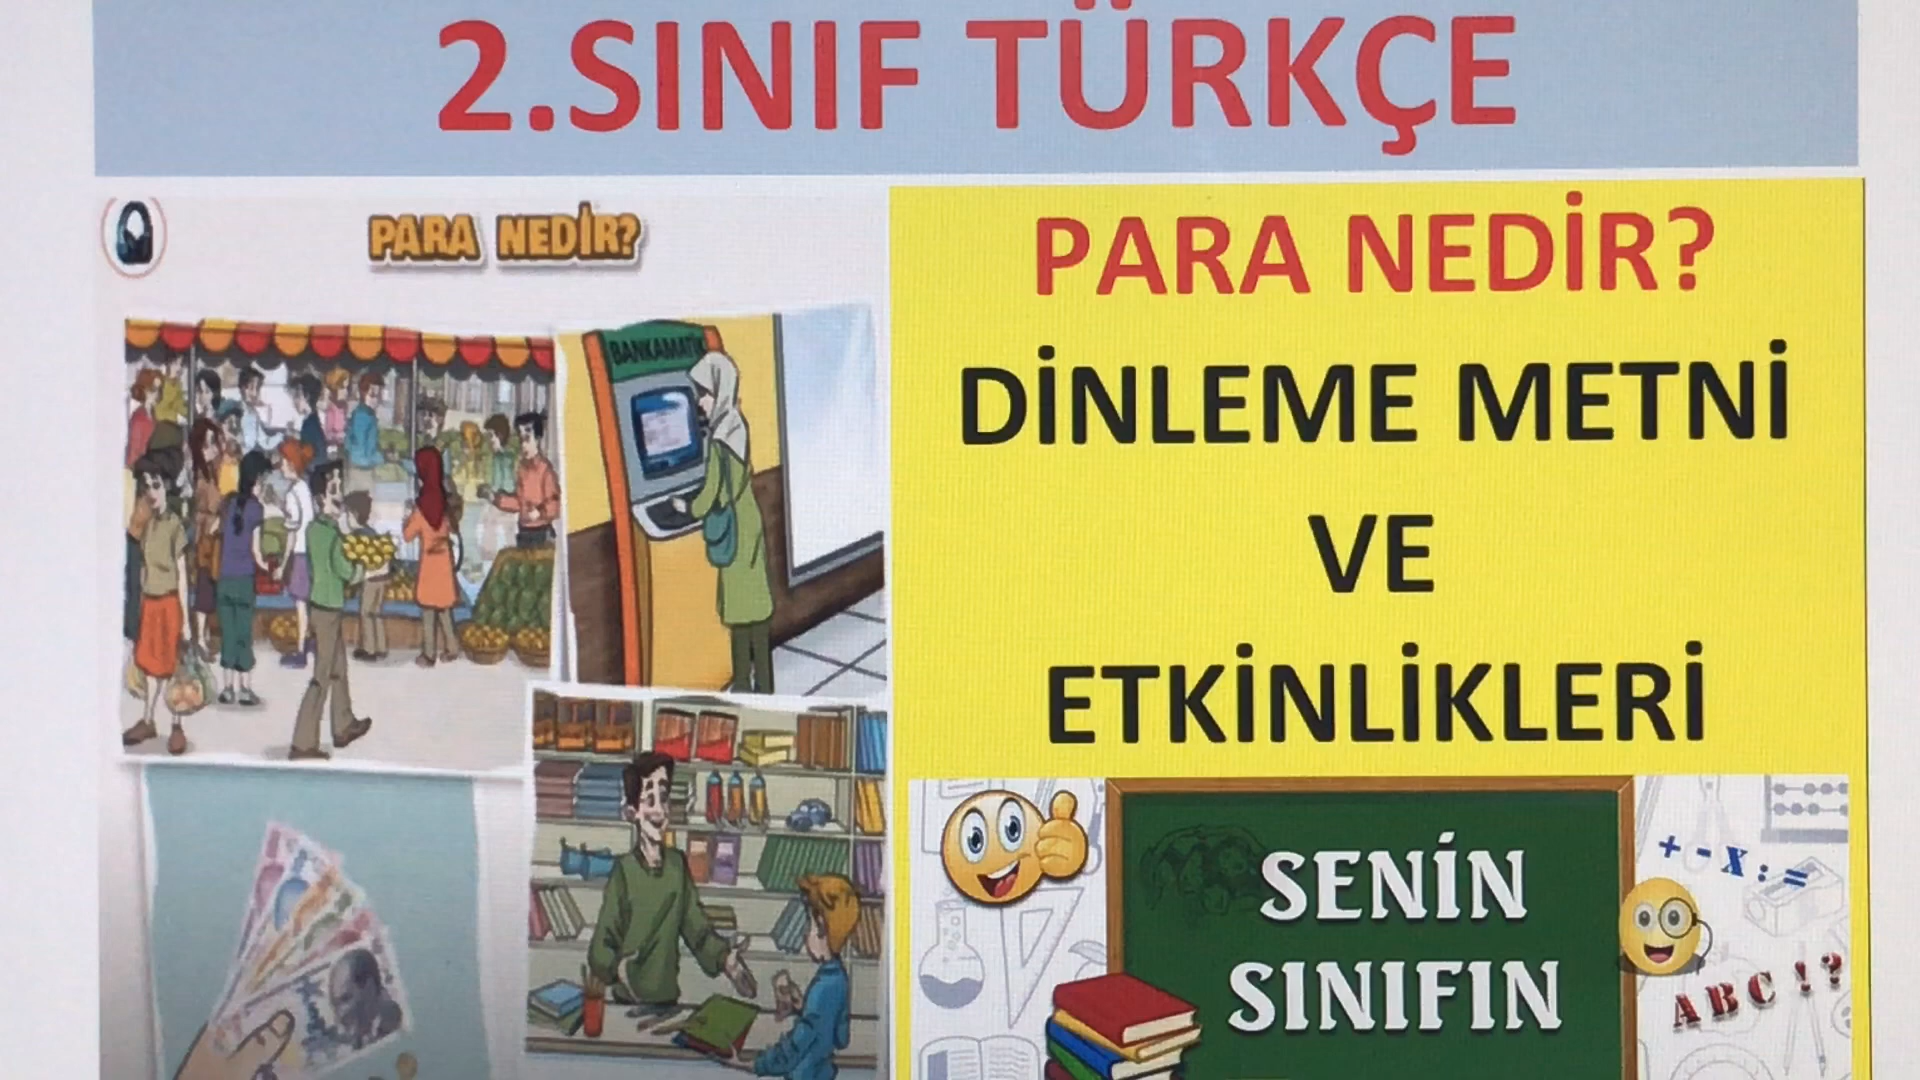 2.SINIF TÜRKÇE
PARA NEDİR?
BANKAMATİK
PARA NEDİR?
DİNLEME METNİ
VE
ETKİNLİKLERİ
SENİN
SINIFIN
+ - x : =
ABC !?